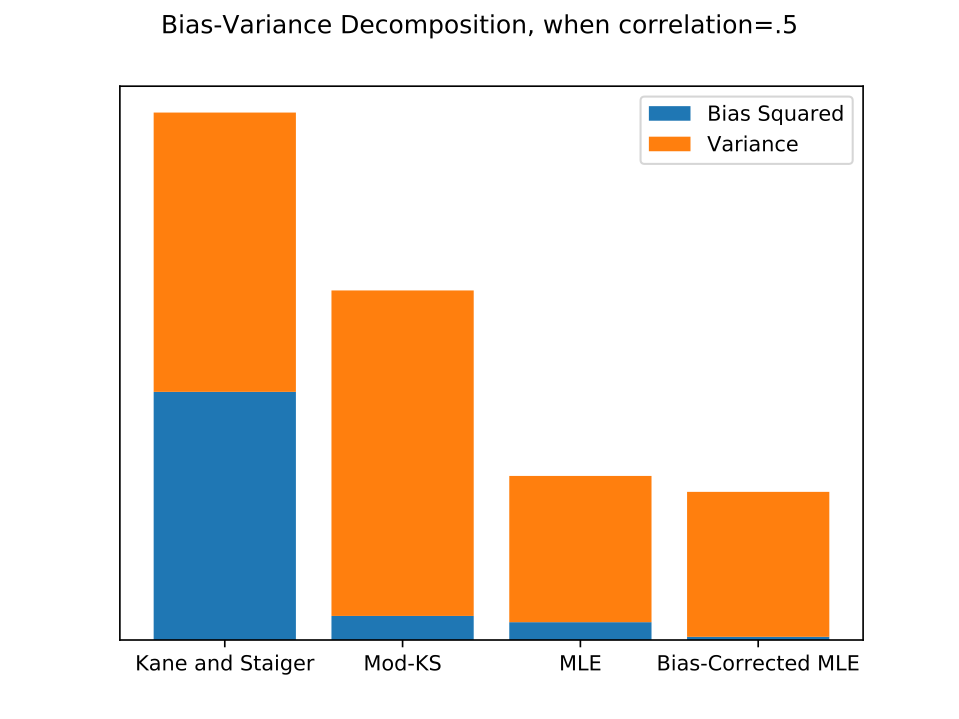 Bias-Variance Decomposition, when correlation=.5
Bias Squared
Variance
Kane and Staiger
Mod-KS
MLE
Bias-Corrected MLE